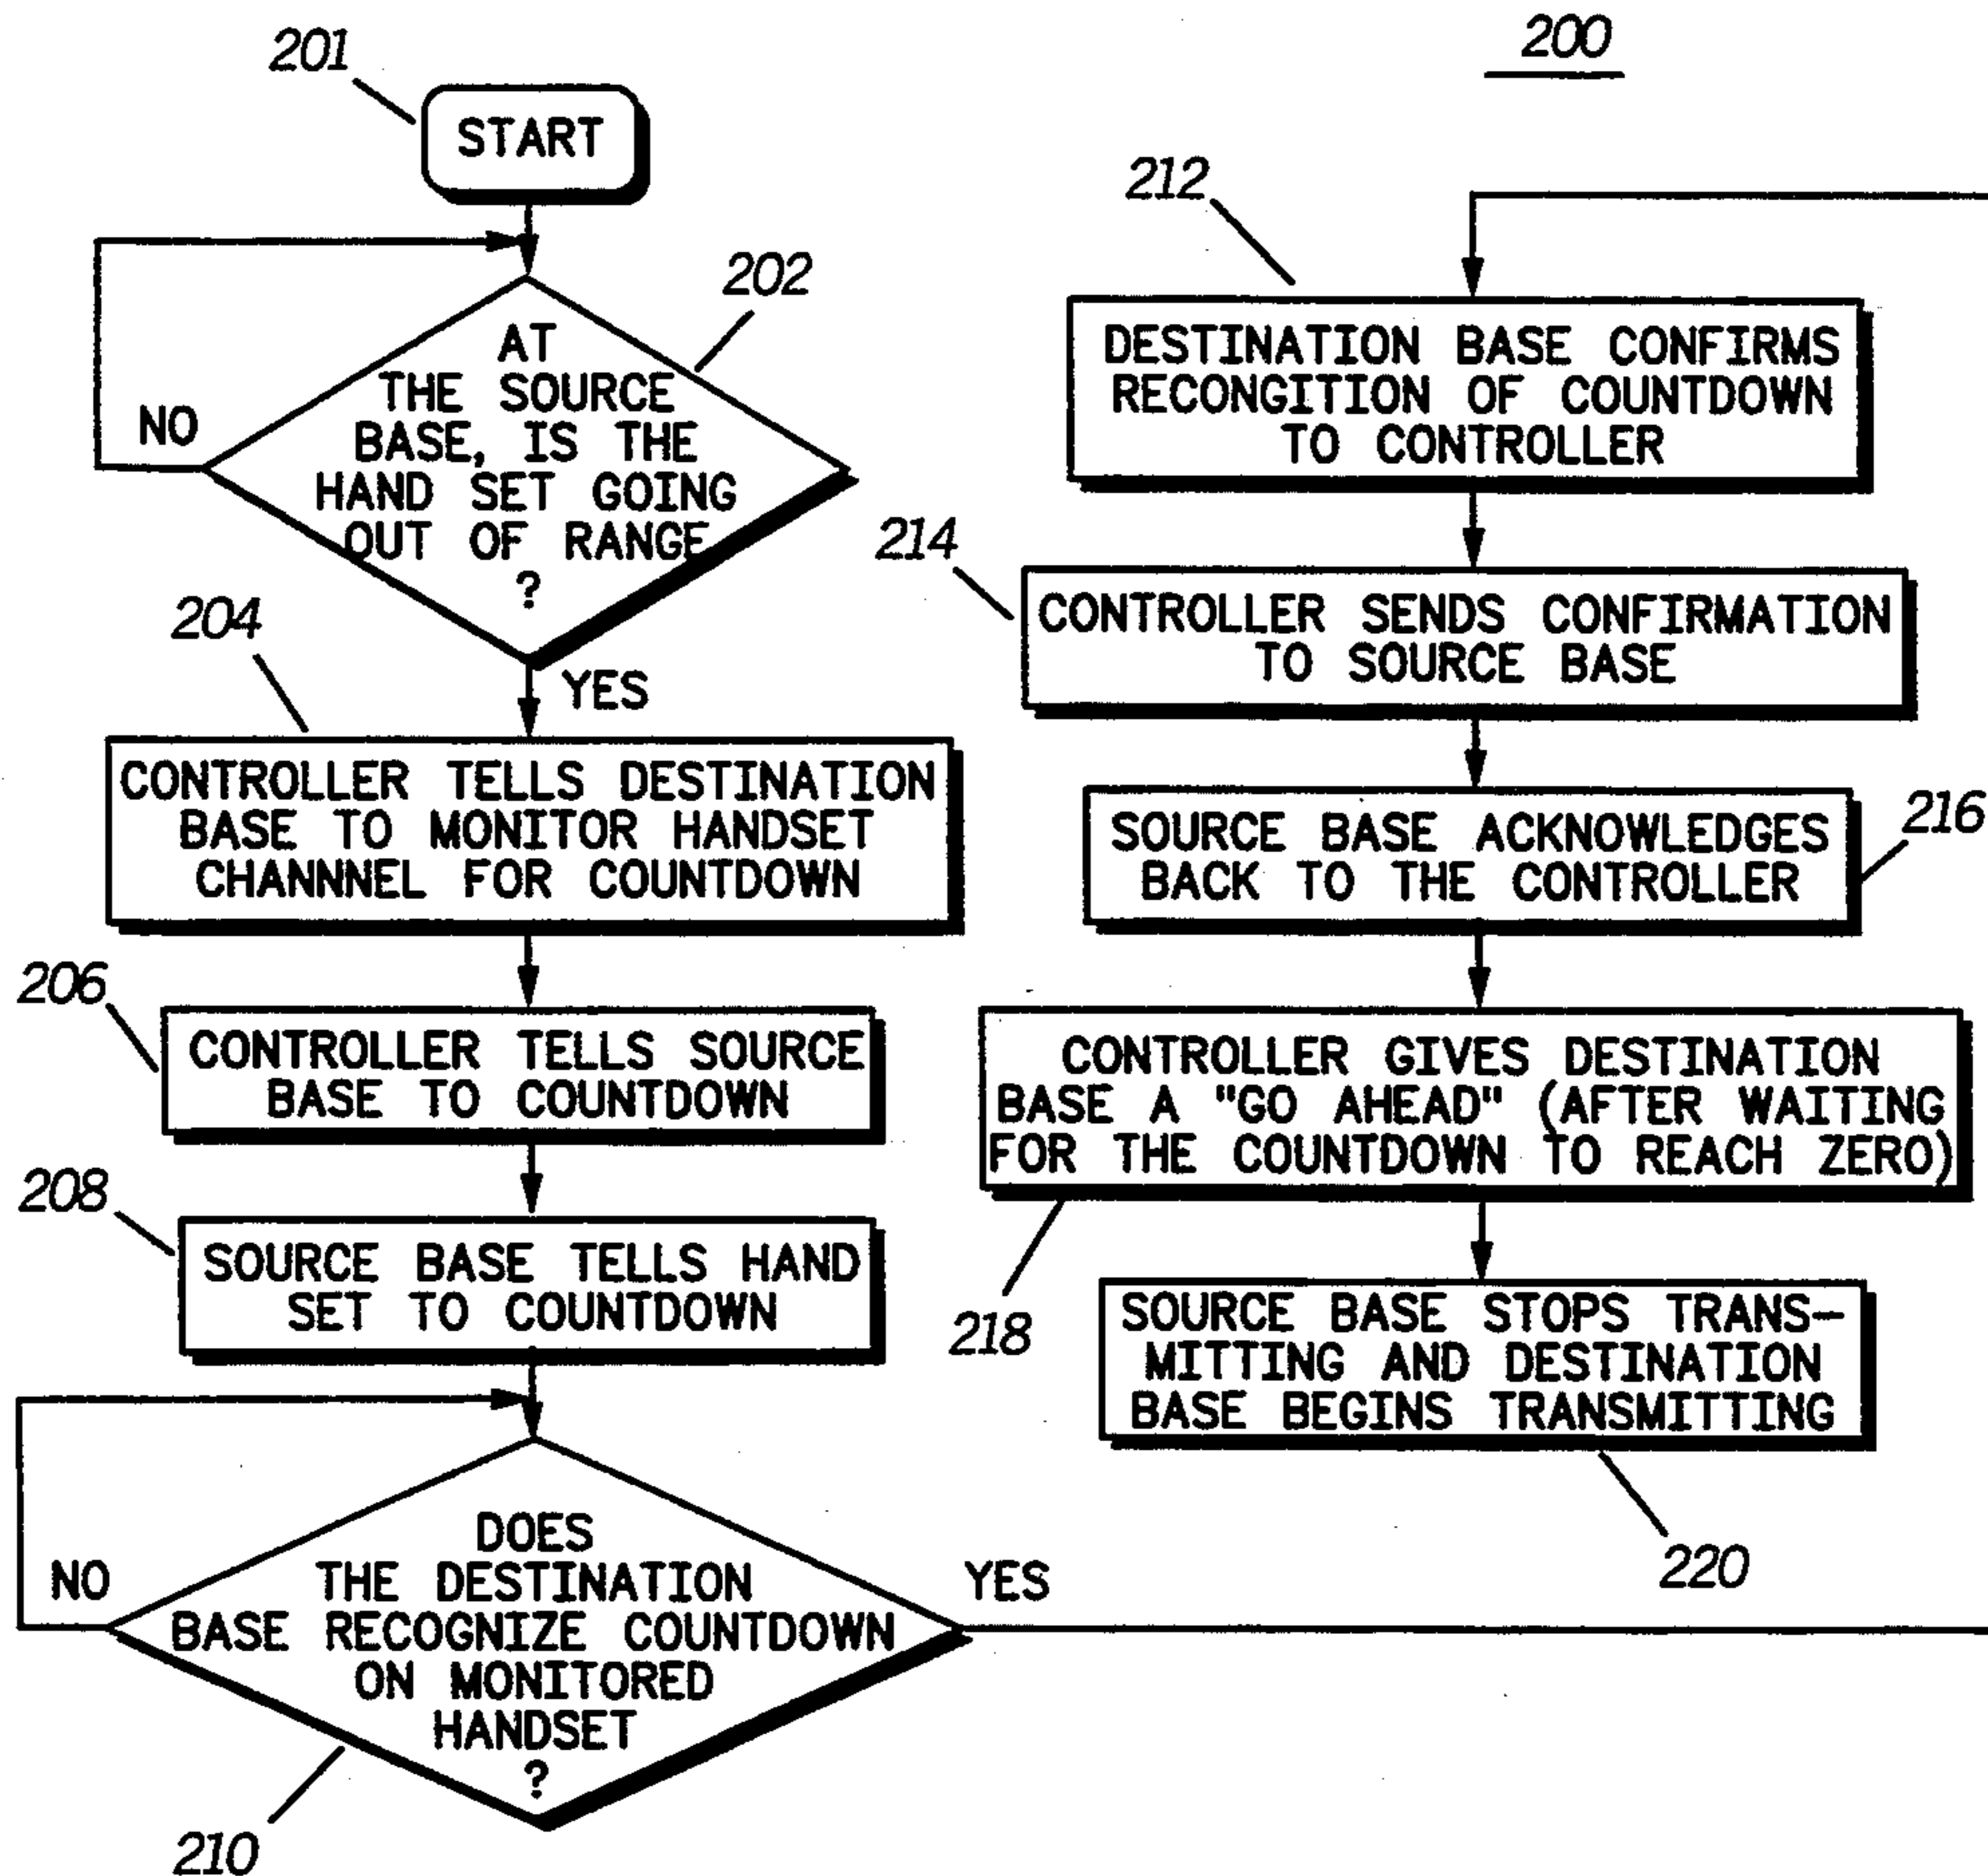 200
201
START
202
AT
THE SOURCE
BASE, IS THE
HAND SET GOING
OUT OF RANGE
?
NO
YES
204
CONTROLLER TELLS DESTINATION
BASE TO MONITOR HANDSET
CHANNNEL FOR COUNTDOWN
206
CONTROLLER TELLS SOURCE
BASE TO COUNTDOWN
208
SOURCE BASE TELLS HAND
SET TO COUNTDOWN
DOES
THE DESTINATION
BASE RECOGNIZE COUNTDOWN
ON MONITORED
HANDSET
?
NO
YES
210
212
DESTINATION BASE CONFIRMS
RECONGITION OF COUNTDOWN
TO CONTROLLER
214
CONTROLLER SENDS CONFIRMATION
TO SOURCE BASE
216
SOURCE BASE ACKNOWLEDGES
BACK TO THE CONTROLLER
CONTROLLER GIVES DESTINATION
BASE A "GO AHEAD" (AFTER WAITING
FOR THE COUNTDOWN TO REACH ZERO)
218
SOURCE BASE STOPS TRANS-
MITTING AND DESTINATION
BASE BEGINS TRANSMITTING
220